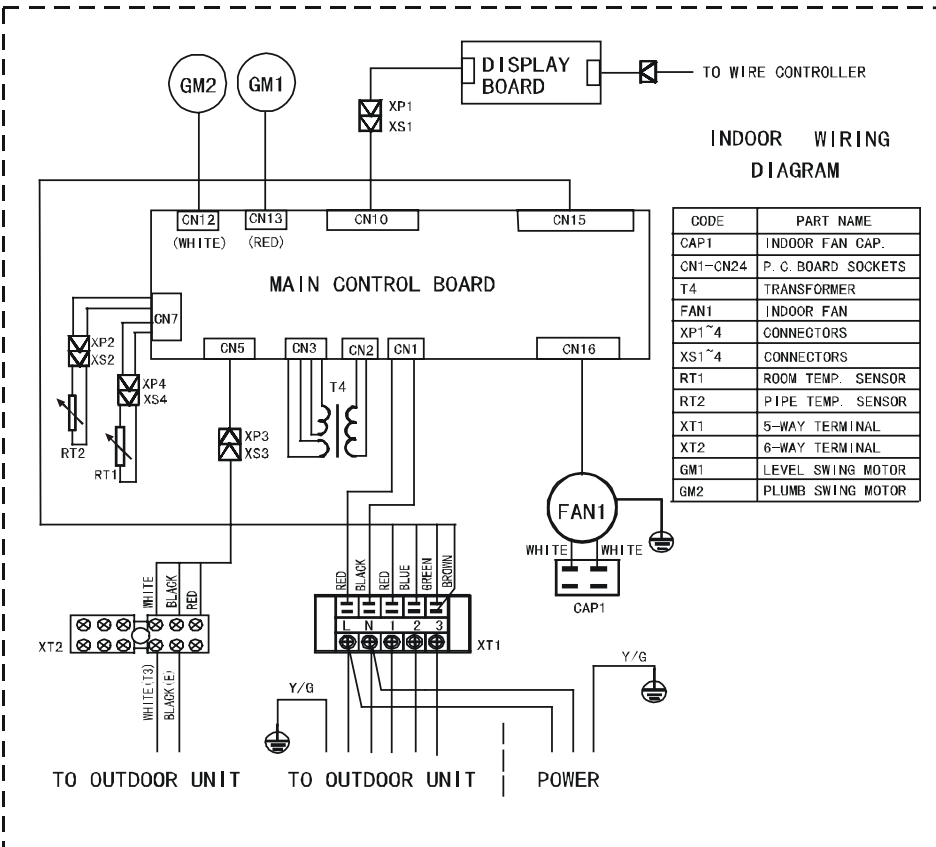 GM2
GM1
XP1
XS1
DISPLAY
BOARD
TO WIRE CONTROLLER
INDOOR WIRING
DIAGRAM
CN12
(WHITE)
CN13
(RED)
CN10
CN15
MAIN CONTROL BOARD
CN7
CN5
CN3
CN2
CN1
CN16
CODE PART NAME
CAP1 INDOOR FAN CAP.
CN1-CN24 P.C.BOARD SOCKETS
T4 TRANSFORMER
FAN1 INDOOR FAN
XP1~4 CONNECTORS
XS1~4 CONNECTORS
RT1 ROOM TEMP. SENSOR
RT2 PIPE TEMP. SENSOR
XT1 5-WAY TERMINAL
XT2 6-WAY TERMINAL
GM1 LEVEL SWING MOTOR
GM2 PLUMB SWING MOTOR
XP2
XS2
XP4
XS4
RT2
RT1
XP3
XS3
T4
FAN1
WHITE
WHITE
CAP1
WHITE
BLACK
RED
XT2
WHITE(T3)
BLACK(E)
RED
BLACK
RED
BLUE
GREEN
BROWN
L N 1 2 3
XT1
Y/G
Y/G
TO OUTDOOR UNIT
TO OUTDOOR UNIT
POWER